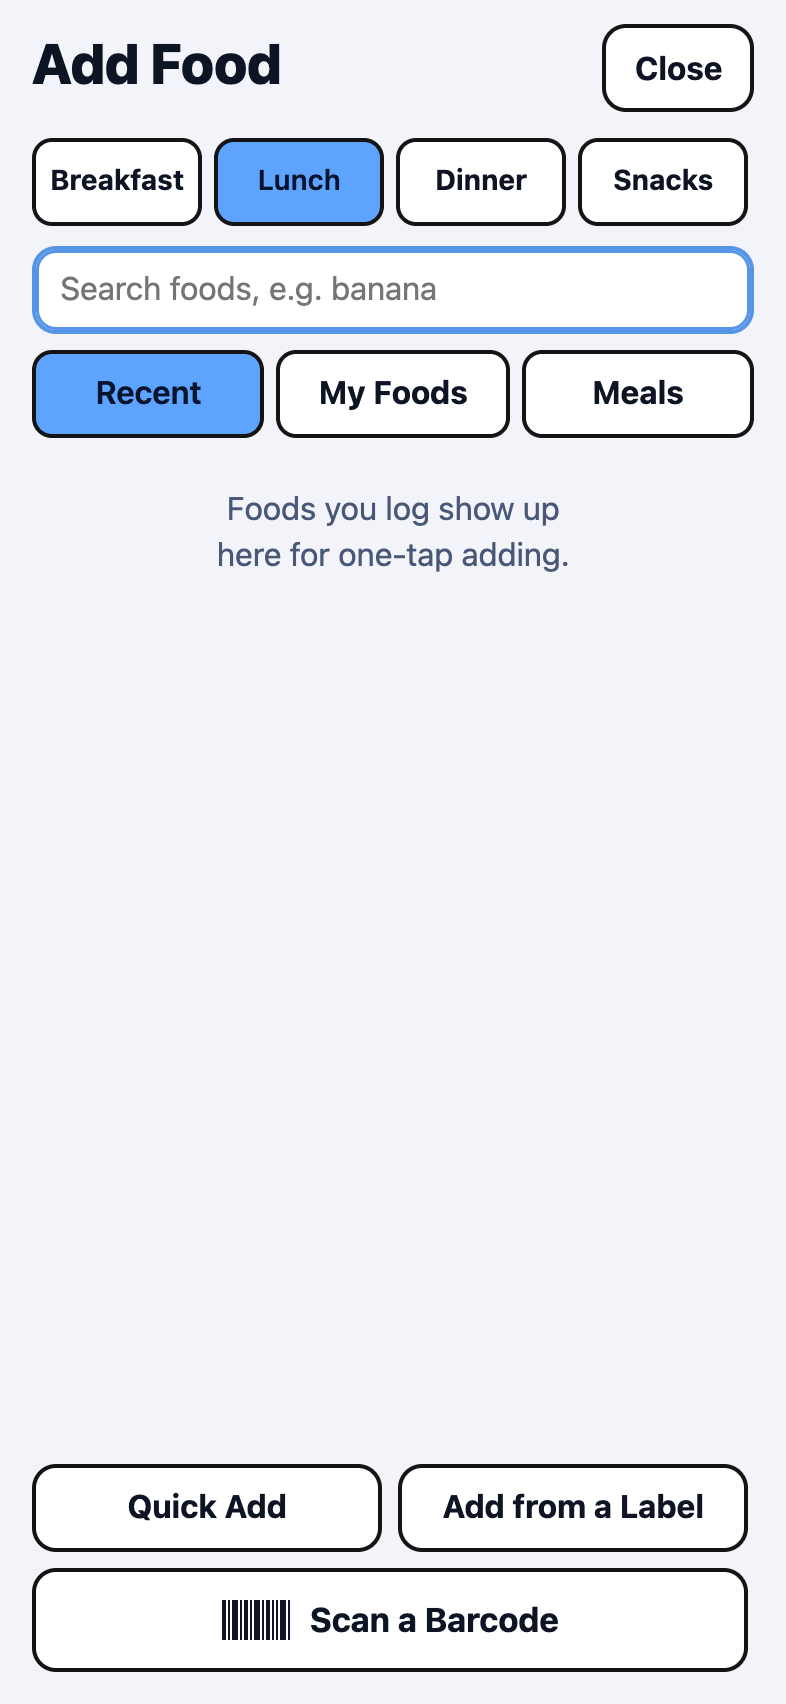 Add Food
Close
Breakfast
Lunch
Dinner
Snacks
Search foods, e.g. banana
Recent
My Foods
Meals
Foods you log show up
here for one-tap adding.
Quick Add
Add from a Label
Scan a Barcode